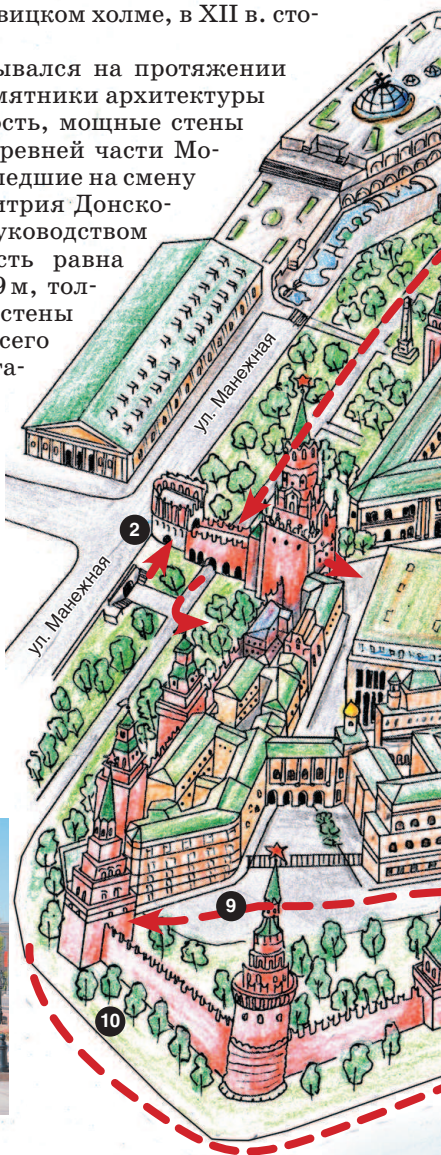 вицком холме, в XII в. сто-
ывался на протяжении
мятники архитектуры
ость, мощные стены
ревней части Мо-
ледшие на смену
итрия Донско-
уководством
сть равна
9 м, тол-
стены
сего
та-
ул. Манежная
2
ул. Манежная
9
10